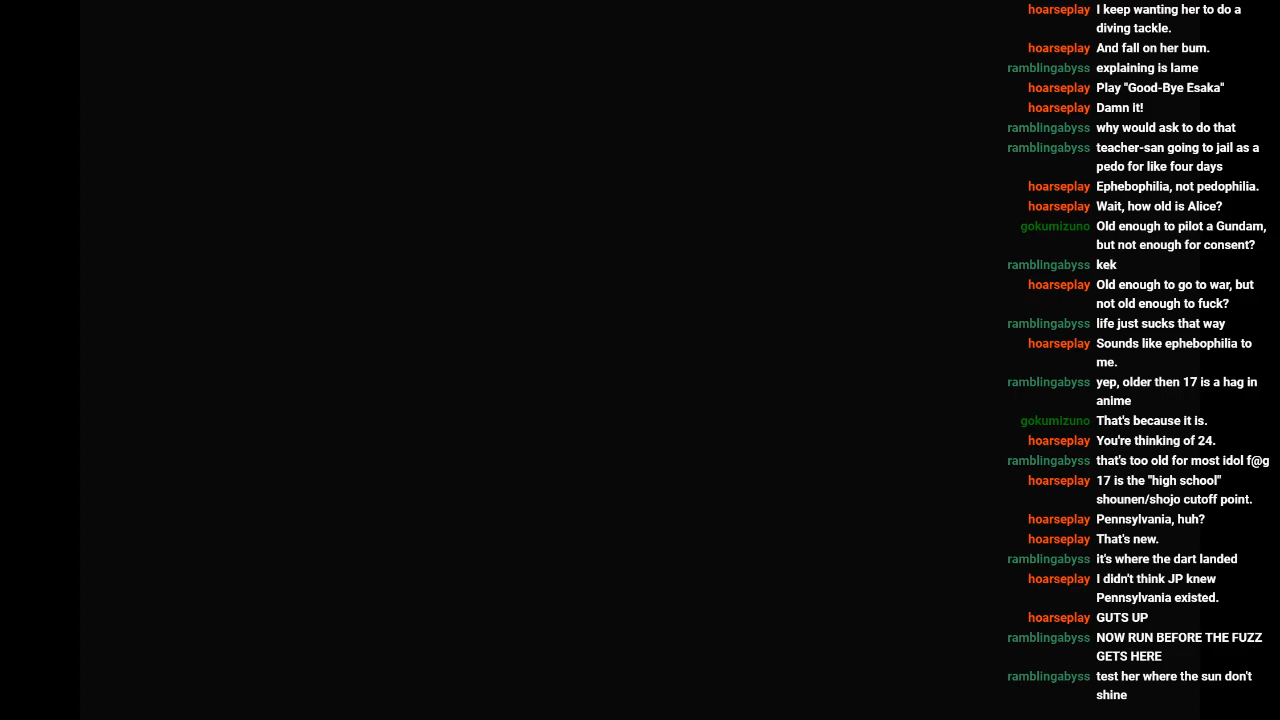 hoarseplay I keep wanting her to do a
diving tackle.
hoarseplay And fall on her bum.
ramblingabyss explaining is lame
hoarseplay Play "Good-Bye Esaka"
hoarseplay Damn it!
ramblingabyss why would ask to do that
ramblingabyss teacher-san going to jail as a
pedo for like four days
hoarseplay Ephebophilia, not pedophilia.
hoarseplay Wait, how old is Alice?
gokumizuno Old enough to pilot a Gundam,
but not enough for consent?
ramblingabyss kek
hoarseplay Old enough to go to war, but
not old enough to fuck?
ramblingabyss life just sucks that way
hoarseplay Sounds like ephebophilia to
me.
ramblingabyss yep, older then 17 is a hag in
anime
gokumizuno That's because it is.
hoarseplay You're thinking of 24.
ramblingabyss that's too old for most idol f@g
hoarseplay 17 is the "high school"
shounen/shojo cutoff point.
hoarseplay Pennsylvania, huh?
hoarseplay That's new.
ramblingabyss it's where the dart landed
hoarseplay I didn't think JP knew
Pennsylvania existed.
hoarseplay GUTS UP
ramblingabyss NOW RUN BEFORE THE FUZZ
GETS HERE
ramblingabyss test her where the sun don't
shine